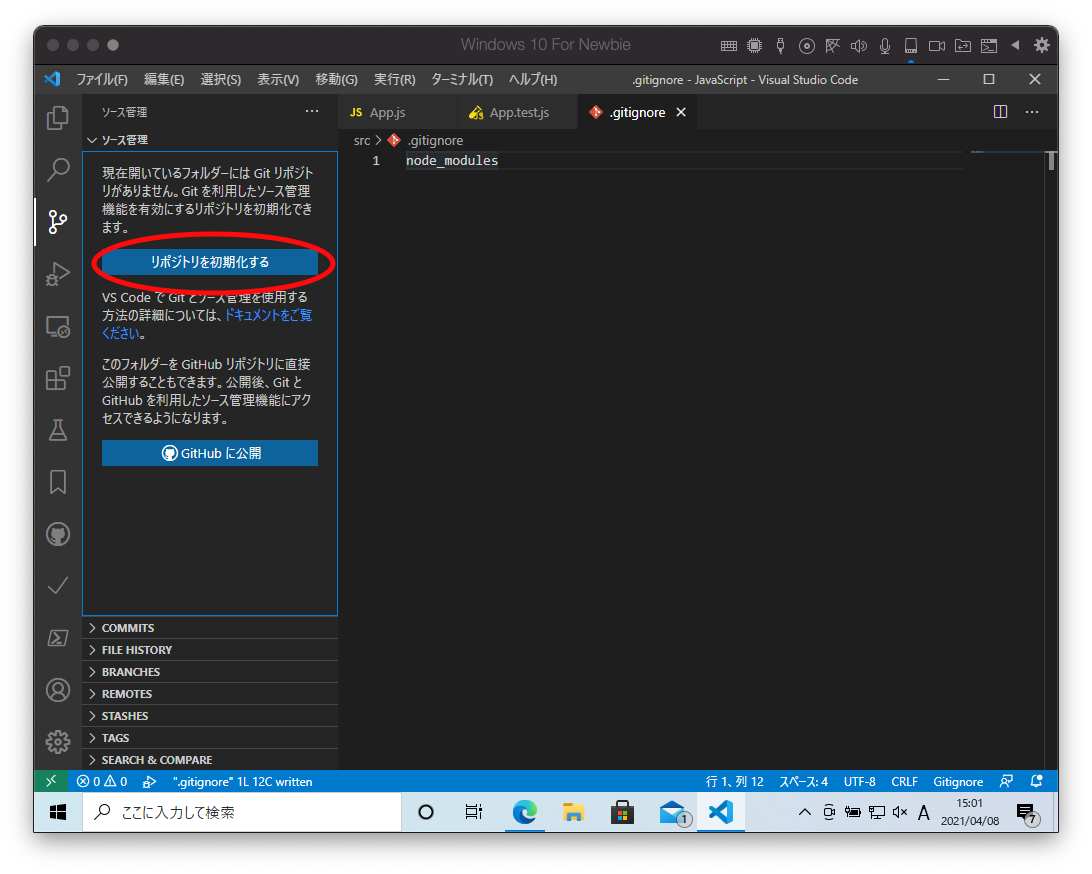 Windows 10 For Newbie
ファイル(F) 編集(E) 選択(S) 表示(V) 移動(G) 実行(R) ターミナル(T) ヘルプ(H) .gitignore - JavaScript - Visual Studio Code
ソース管理 ···
ソース管理
現在開いているフォルダーには Git リポジト
リがありません。Git を利用したソース管理
機能を有効にするリポジトリを初期化でき
ます。
リポジトリを初期化する
VS Code で Git とソース管理を使用する
方法の詳細については、ドキュメントをご覧
ください。
このフォルダーを GitHub リポジトリに直接
公開することもできます。公開後、Git と
GitHub を利用したソース管理機能にアク
セスできるようになります。
GitHub に公開
COMMITS
FILE HISTORY
BRANCHES
REMOTES
STASHES
TAGS
SEARCH & COMPARE
JS App.js App.test.js .gitignore ···
src > .gitignore
1 node_modules
0 0 ".gitignore" 1L 12C written 行 1、列 12 スペース: 4 UTF-8 CRLF Gitignore
ここに入力して検索 1 A 15:01 7
2021/04/08